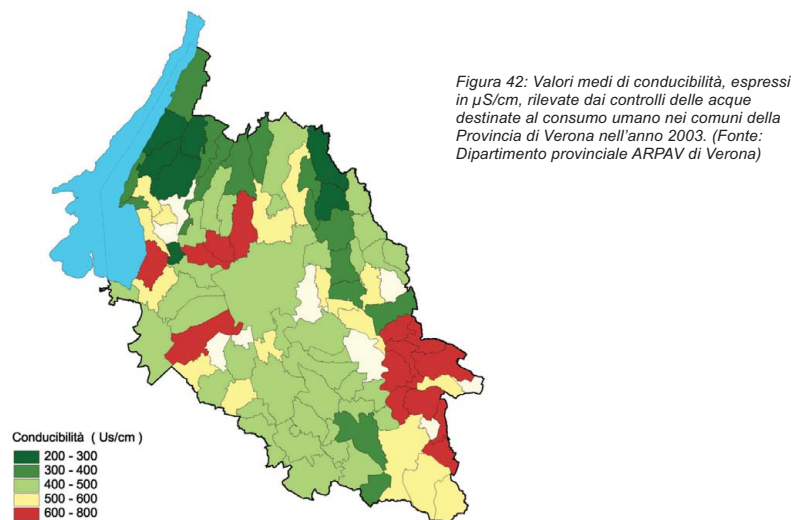 Figura 42: Valori medi di conducibilità, espressi
in µS/cm, rilevate dai controlli delle acque
destinate al consumo umano nei comuni della
Provincia di Verona nell'anno 2003. (Fonte:
Dipartimento provinciale ARPAV di Verona)
Conducibilità ( Us/cm )
200 - 300
300 - 400
400 - 500
500 - 600
600 - 800